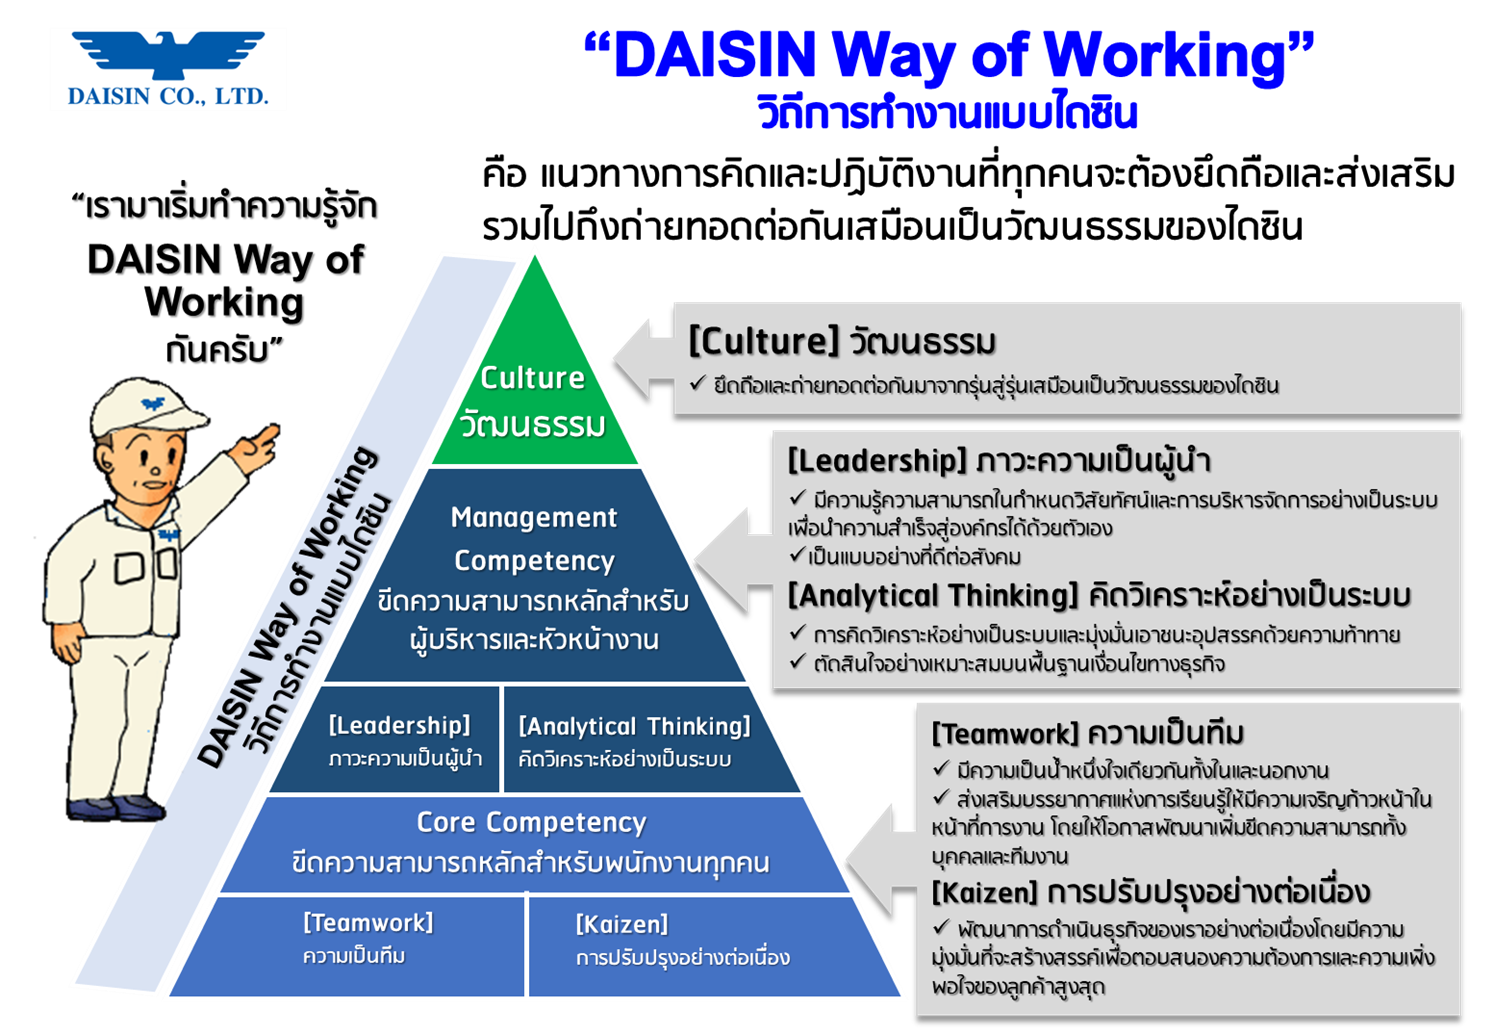 DAISIN CO., LTD.
“DAISIN Way of Working”
วิถีการทำงานแบบไดซิน
คือ แนวทางการคิดและปฏิบัติงานที่ทุกคนจะต้องยึดถือและส่งเสริม
รวมไปถึงถ่ายทอดต่อกันเสมือนเป็นวัฒนธรรมของไดซิน
“เรามาเริ่มทำความรู้จัก
DAISIN Way of
Working
กันครับ”
DAISIN Way of Working
วิถีการทำงานแบบไดซิน
Culture
วัฒนธรรม
Management
Competency
ขีดความสามารถหลักสำหรับ
ผู้บริหารและหัวหน้างาน
[Leadership]
ภาวะความเป็นผู้นำ
[Analytical Thinking]
คิดวิเคราะห์อย่างเป็นระบบ
Core Competency
ขีดความสามารถหลักสำหรับพนักงานทุกคน
[Teamwork]
ความเป็นทีม
[Kaizen]
การปรับปรุงอย่างต่อเนื่อง
[Culture] วัฒนธรรม
✓ ยึดถือและถ่ายทอดต่อกันมาจากรุ่นสู่รุ่นเสมือนเป็นวัฒนธรรมของไดซิน
[Leadership] ภาวะความเป็นผู้นำ
✓ มีความรู้ความสามารถในกำหนดวิสัยทัศน์และการบริหารจัดการอย่างเป็นระบบ
เพื่อนำความสำเร็จสู่องค์กรได้ด้วยตัวเอง
✓เป็นแบบอย่างที่ดีต่อสังคม
[Analytical Thinking] คิดวิเคราะห์อย่างเป็นระบบ
✓ การคิดวิเคราะห์อย่างเป็นระบบและมุ่งมั่นเอาชนะอุปสรรคด้วยความท้าทาย
✓ ตัดสินใจอย่างเหมาะสมบนพื้นฐานเงื่อนไขทางธุรกิจ
[Teamwork] ความเป็นทีม
✓ มีความเป็นน้ำหนึ่งใจเดียวกันทั้งในและนอกงาน
✓ ส่งเสริมบรรยากาศแห่งการเรียนรู้ให้มีความเจริญก้าวหน้าใน
หน้าที่การงาน โดยให้โอกาสพัฒนาเพิ่มขีดความสามารถทั้ง
บุคคลและทีมงาน
[Kaizen] การปรับปรุงอย่างต่อเนื่อง
✓ พัฒนาการดำเนินธุรกิจของเราอย่างต่อเนื่องโดยมีความ
มุ่งมั่นที่จะสร้างสรรค์เพื่อตอบสนองความต้องการและความเพิ่ง
พอใจของลูกค้าสูงสุด